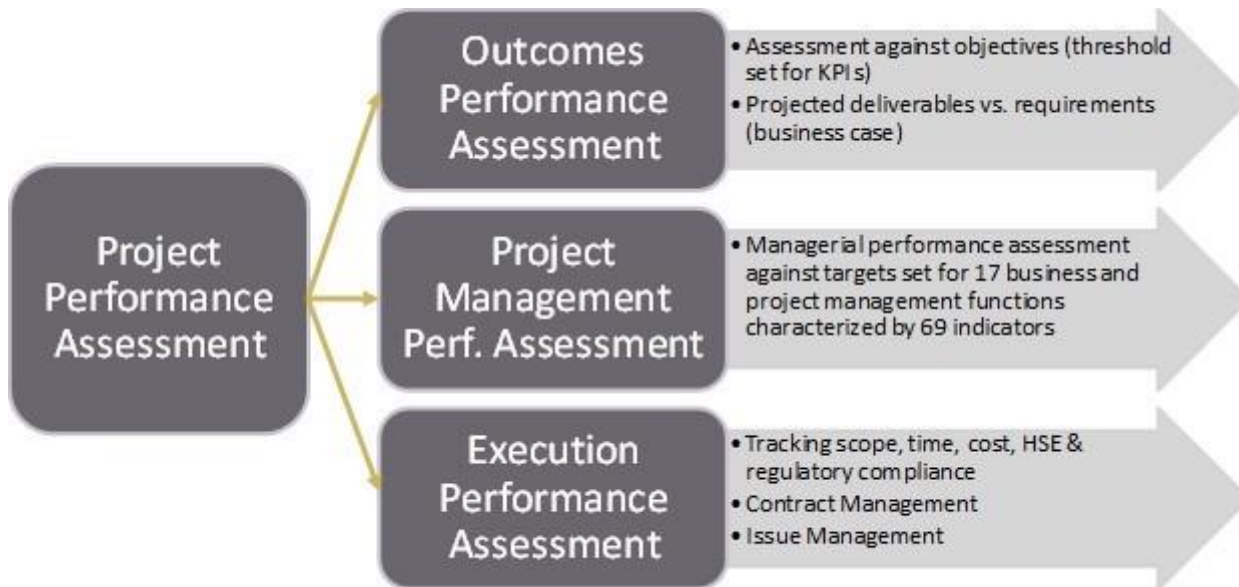 Project
Performance
Assessment
Outcomes
Performance
Assessment
• Assessment against objectives (threshold
set for KPIs)
• Projected deliverables vs. requirements
(business case)
Project
Management
Perf. Assessment
• Managerial performance assessment
against targets set for 17 business and
project management functions
characterized by 69 indicators
Execution
Performance
Assessment
• Tracking scope, time, cost, HSE &
regulatory compliance
• Contract Management
• Issue Management